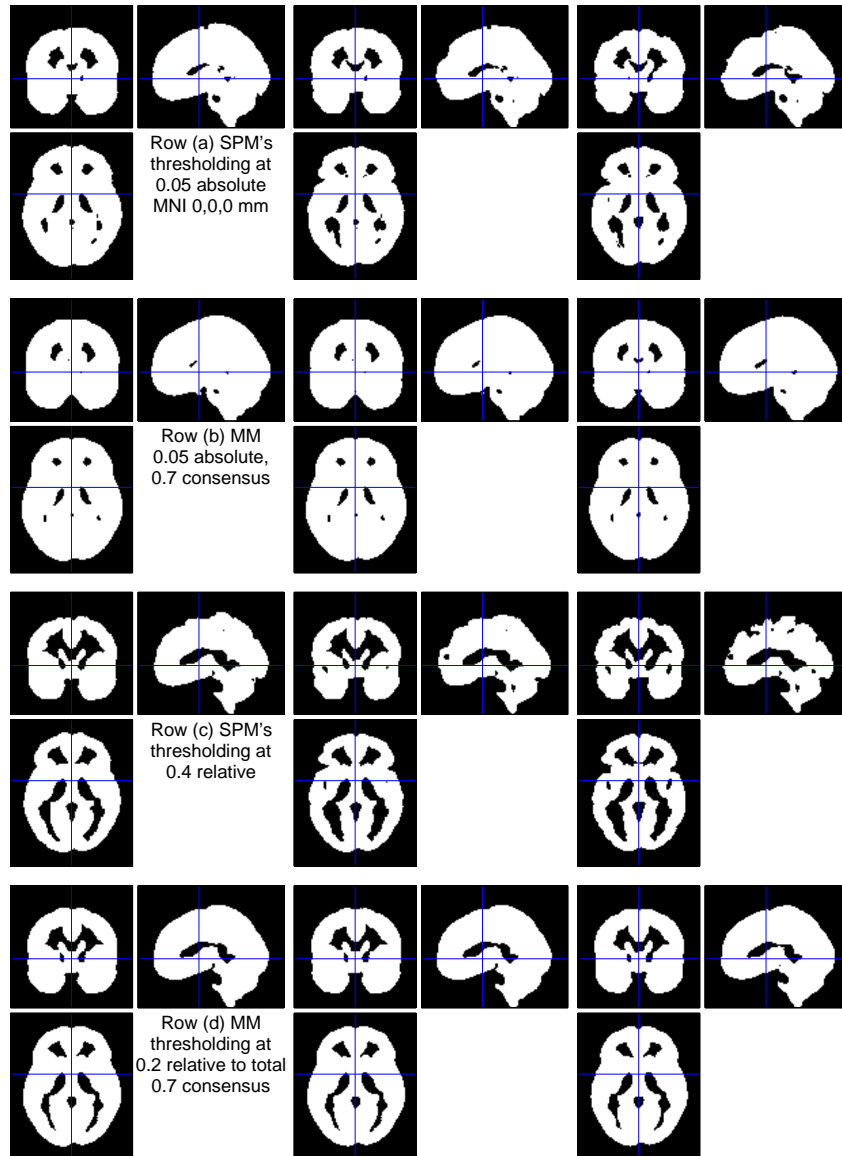 Row (a) SPM's
thresholding at
0.05 absolute
MNI 0,0,0 mm
Row (b) MM
0.05 absolute,
0.7 consensus
Row (c) SPM's
thresholding at
0.4 relative
Row (d) MM
thresholding at
0.2 relative to total
0.7 consensus